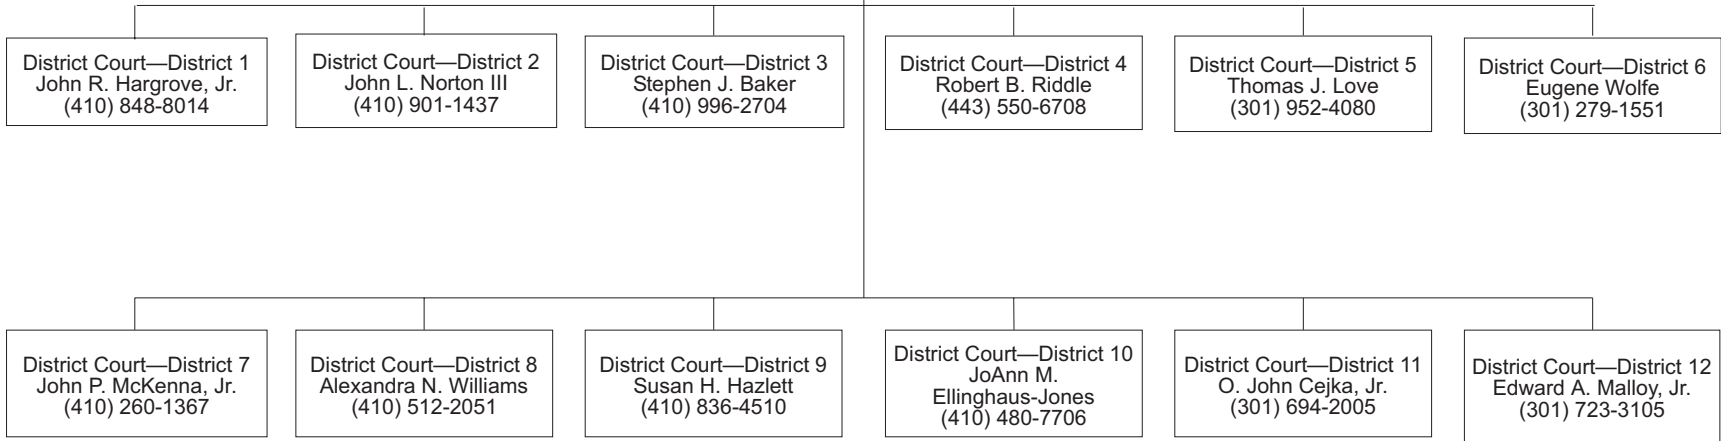 District Court—District 1
John R. Hargrove, Jr.
(410) 848-8014
District Court—District 2
John L. Norton III
(410) 901-1437
District Court—District 3
Stephen J. Baker
(410) 996-2704
District Court—District 4
Robert B. Riddle
(443) 550-6708
District Court—District 5
Thomas J. Love
(301) 952-4080
District Court—District 6
Eugene Wolfe
(301) 279-1551
District Court—District 7
John P. McKenna, Jr.
(410) 260-1367
District Court—District 8
Alexandra N. Williams
(410) 512-2051
District Court—District 9
Susan H. Hazlett
(410) 836-4510
District Court—District 10
JoAnn M.
Ellinghaus-Jones
(410) 480-7706
District Court—District 11
O. John Cejka, Jr.
(301) 694-2005
District Court—District 12
Edward A. Malloy, Jr.
(301) 723-3105